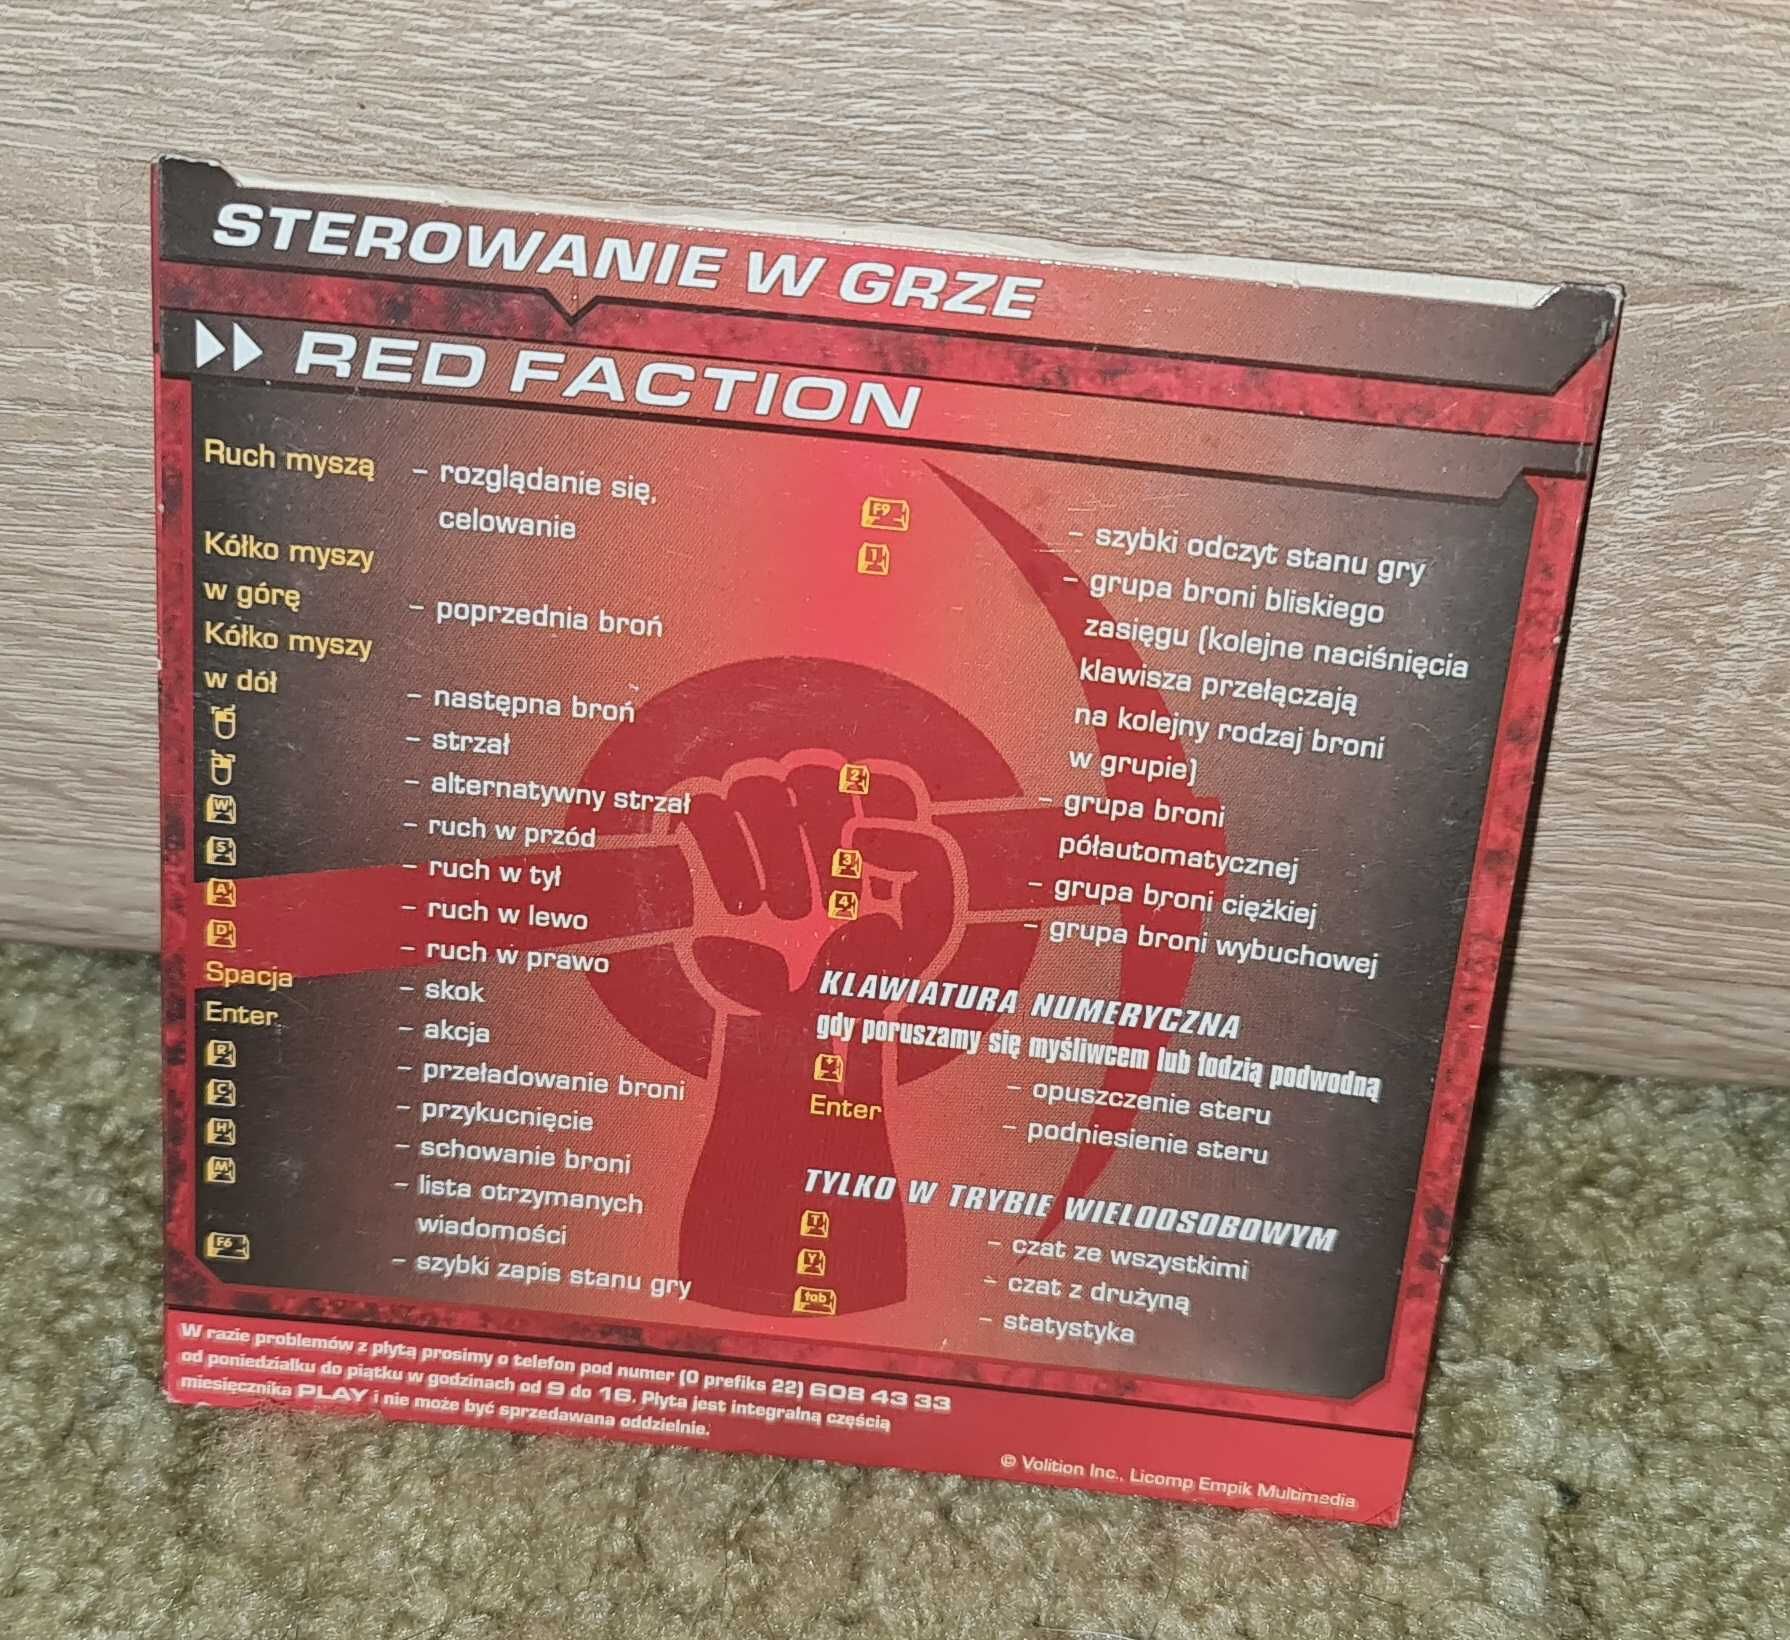 STEROWANIE W GRZE
RED FACTION
Ruch myszą – rozglądanie się,
celowanie
Kółko myszy
w górę – poprzednia broń
Kółko myszy
w dół – następna broń
– strzał
– alternatywny strzał
W – ruch w przód
S – ruch w tył
A – ruch w lewo
D – ruch w prawo
Spacja – skok
Enter – akcja
R – przeładowanie broni
C – przykucnięcie
H – schowanie broni
M – lista otrzymanych
wiadomości
F6 – szybki zapis stanu gry
F9 – szybki odczyt stanu gry
1 – grupa broni bliskiego
zasięgu (kolejne naciśnięcia
klawisza przełączają
na kolejny rodzaj broni
w grupie)
2 – grupa broni
półautomatycznej
3 – grupa broni ciężkiej
4 – grupa broni wybuchowej
KLAWIATURA NUMERYCZNA
gdy poruszamy się myśliwcem lub łodzią podwodną
+ – opuszczenie steru
Enter – podniesienie steru
TYLKO W TRYBIE WIELOOSOBOWYM
T – czat ze wszystkimi
Y – czat z drużyną
tab – statystyka
W razie problemów z płytą prosimy o telefon pod numer (0 prefiks 22) 608 43 33
od poniedziałku do piątku w godzinach od 9 do 16. Płyta jest integralną częścią
miesięcznika PLAY i nie może być sprzedawana oddzielnie.
© Volition Inc., Licomp Empik Multimedia